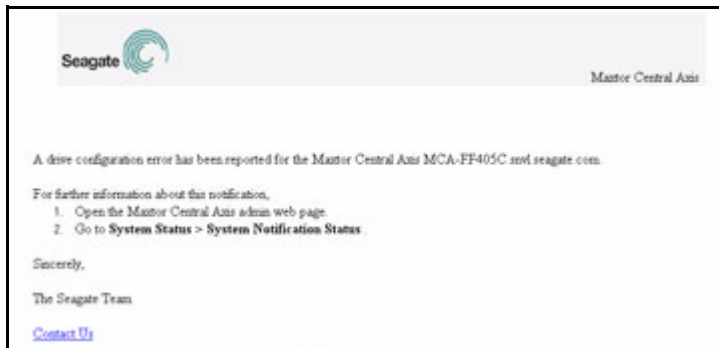 Seagate
Maxtor Central Axis
A drive configuration error has been reported for the Maxtor Central Axis MCA-FF405C.snvl.seagate.com.
For further information about this notification,
1. Open the Maxtor Central Axis admin web page.
2. Go to System Status > System Notification Status .
Sincerely,
The Seagate Team
Contact Us